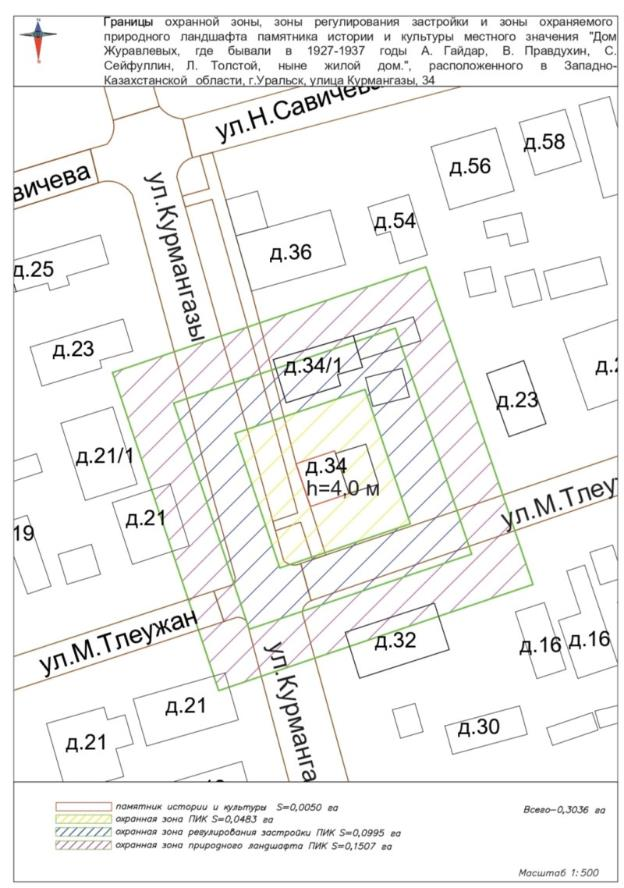 Границы охранной зоны, зоны регулирования застройки и зоны охраняемого
природного ландшафта памятника истории и культуры местного значения "Дом
Журавлевых, где бывали в 1927-1937 годы А. Гайдар, В. Правдухин, С.
Сейфуллин, Л. Толстой, ныне жилой дом.", расположенного в Западно-
Казахстанской области, г.Уральск, улица Курмангазы, 34
ул.Н.Савичева
д.58
д.56
авичева
ул.Курмангазы
д.54
д.36
д.25
д.23
д.34/1
д.2
д.23
д.21/1
д.34
h=4,0 м
д.21
ул.М.Тлеу
19
ул.М.Тлеужан
д.32
д.16
д.16
ул.Курманга
д.21
д.30
д.21
памятник истории и культуры S=0,0050 га
Всего-0,3036 га
охранная зона ПИК S=0,0483 га
охранная зона регулирования застройки ПИК S=0,0995 га
охранная зона природного ландшафта ПИК S=0,1507 га
Масштаб 1:500